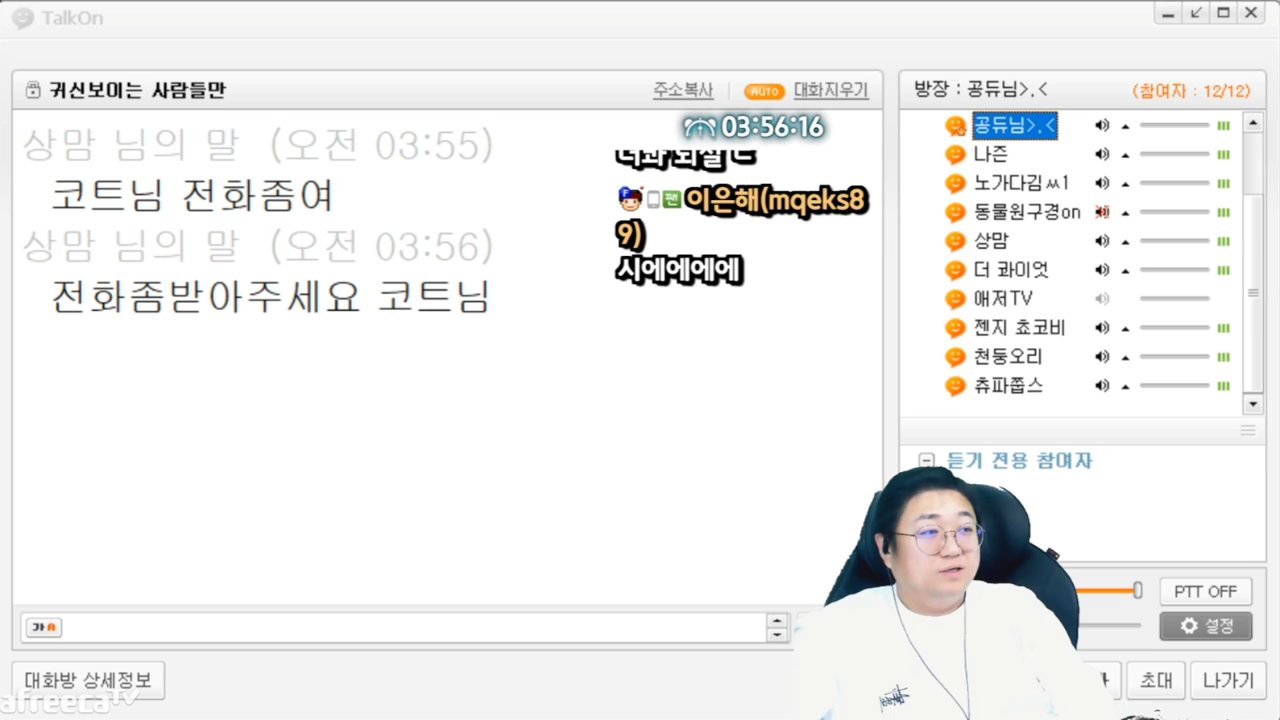 TalkOn
귀신보이는 사람들만
주소복사
AUTO
대화지우기
상맘 님의 말 (오전 03:55)
코트님 전화좀여
상맘 님의 말 (오전 03:56)
전화좀받아주세요 코트님
03:56:16
팬 이은해(mqeks8
9)
시에에에에
방장 : 공듀님>.<
(참여자 : 12/12)
공듀님>.<
나즌
노가다김ㅆ1
동물원구경on
상맘
더 콰이엇
애저TV
젠지 쵸코비
천둥오리
츄파쫍스
듣기 전용 참여자
PTT OFF
설정
가A
대화방 상세정보
초대
나가기
afreecaTV